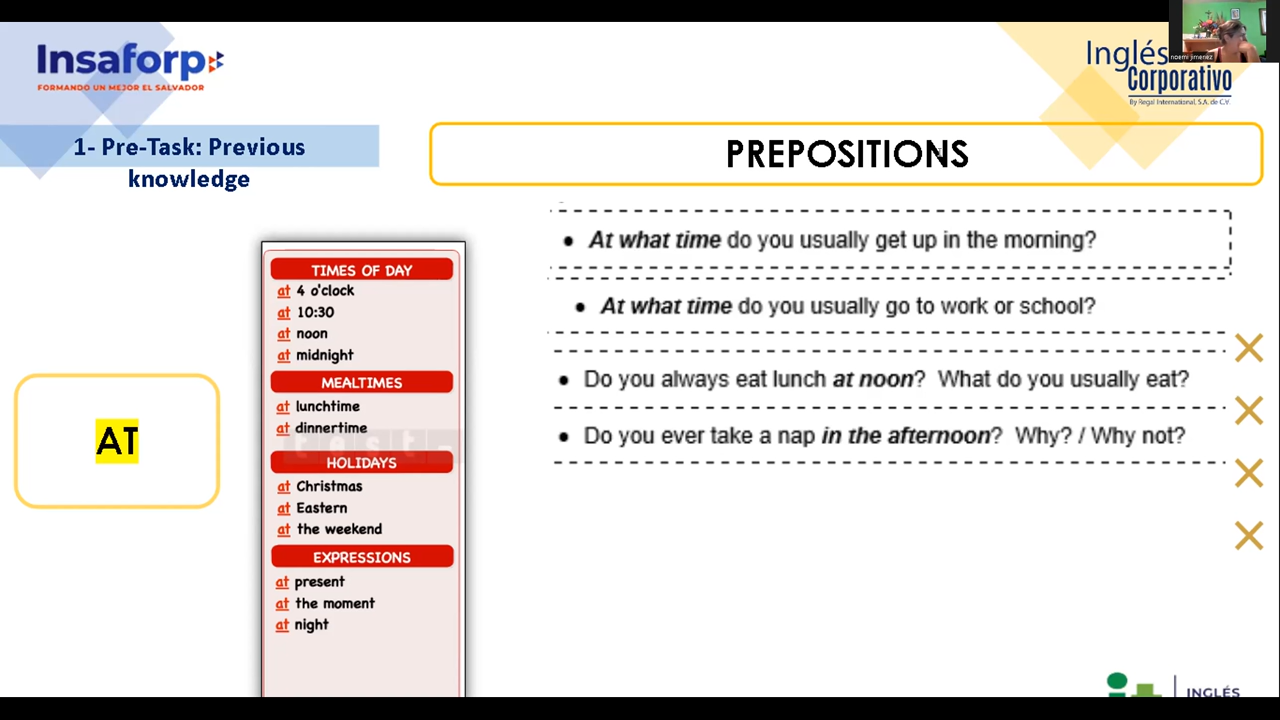 Insaforp
FORMANDO UN MEJOR EL SALVADOR
Inglés
Corporativo
By Regal International, S.A. de C.V.
noemi jimenez
1- Pre-Task: Previous
knowledge
PREPOSITIONS
AT
TIMES OF DAY
at 4 o'clock
at 10:30
at noon
at midnight
MEALTIMES
at lunchtime
at dinnertime
test-
HOLIDAYS
at Christmas
at Eastern
at the weekend
EXPRESSIONS
at present
at the moment
at night
• At what time do you usually get up in the morning?
• At what time do you usually go to work or school?
• Do you always eat lunch at noon? What do you usually eat?
• Do you ever take a nap in the afternoon? Why? / Why not?
INGLÉS